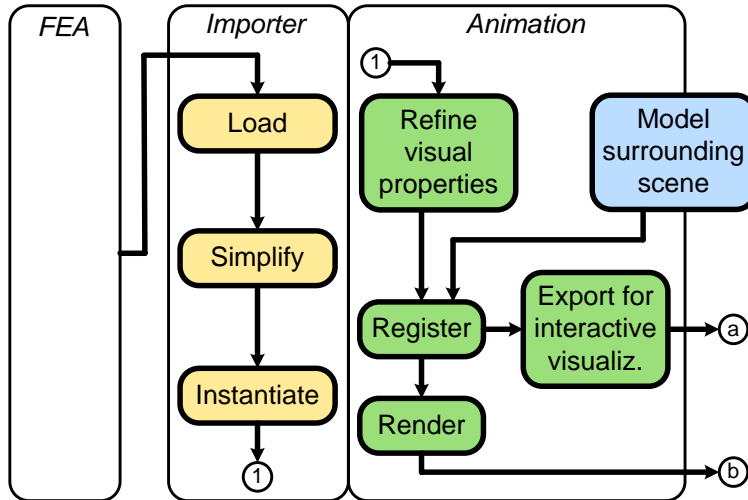 FEA
Importer
Animation
Load
Simplify
Instantiate
1
1
Refine
visual
properties
Model
surrounding
scene
Register
Export for
interactive
visualiz.
a
Render
b